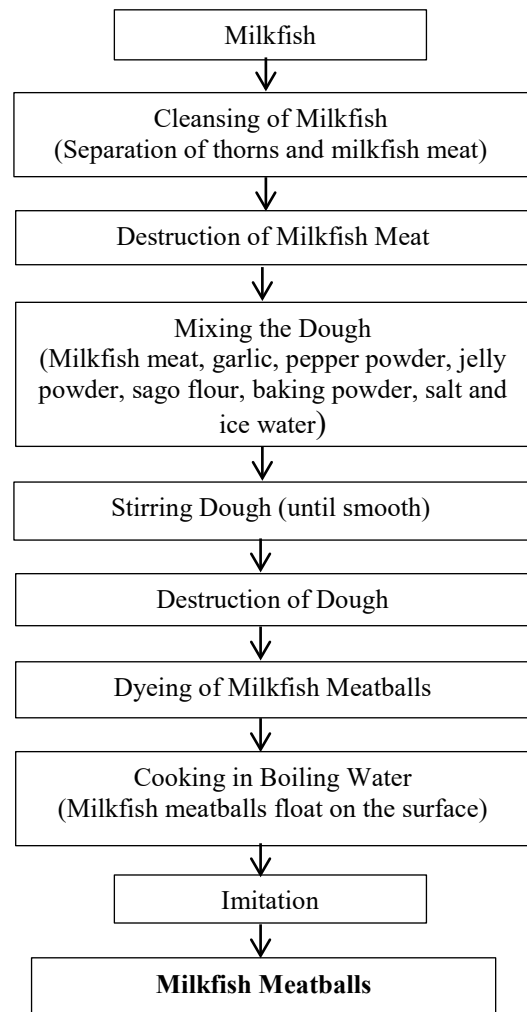 Milkfish
Cleansing of Milkfish
(Separation of thorns and milkfish meat)
Destruction of Milkfish Meat
Mixing the Dough
(Milkfish meat, garlic, pepper powder, jelly
powder, sago flour, baking powder, salt and
ice water)
Stirring Dough (until smooth)
Destruction of Dough
Dyeing of Milkfish Meatballs
Cooking in Boiling Water
(Milkfish meatballs float on the surface)
Imitation
Milkfish Meatballs